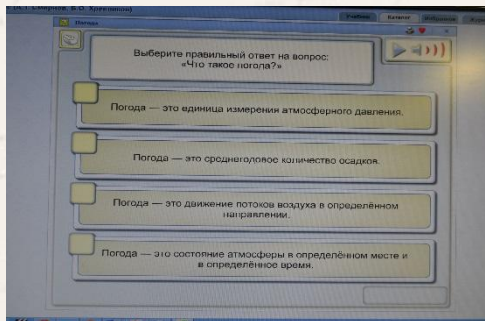 Учебник
Каталог
Избранное
Выберите правильный ответ на вопрос:
«Что такое погода?»
Погода — это единица измерения атмосферного давления.
Погода — это среднегодовое количество осадков.
Погода — это движение потоков воздуха в определённом
направлении.
Погода — это состояние атмосферы в определённом месте и
в определённое время.